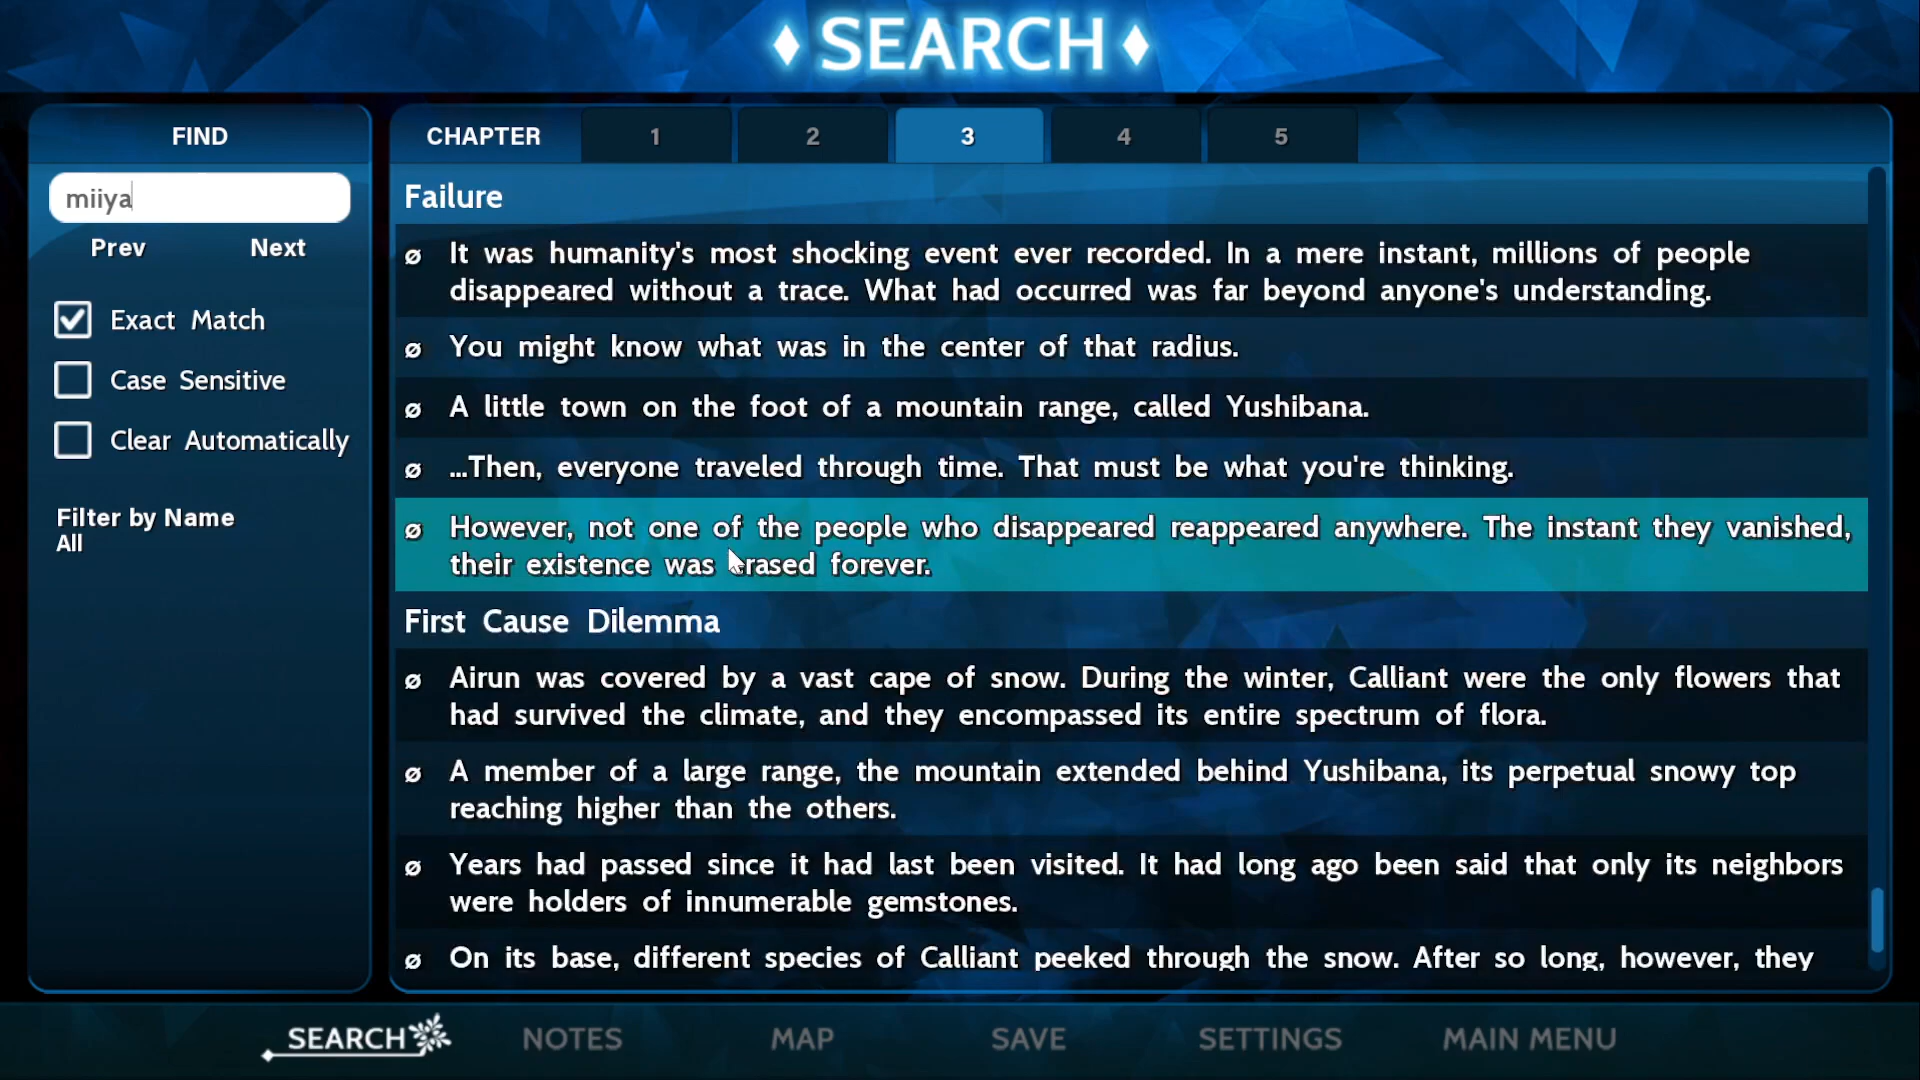 SEARCH
FIND
miiya
Prev Next
Exact Match
Case Sensitive
Clear Automatically
Filter by Name
All
CHAPTER 1 2 3 4 5
Failure
ø It was humanity's most shocking event ever recorded. In a mere instant, millions of people
disappeared without a trace. What had occurred was far beyond anyone's understanding.
ø You might know what was in the center of that radius.
ø A little town on the foot of a mountain range, called Yushibana.
ø ...Then, everyone traveled through time. That must be what you're thinking.
ø However, not one of the people who disappeared reappeared anywhere. The instant they vanished,
their existence was erased forever.
First Cause Dilemma
ø Airun was covered by a vast cape of snow. During the winter, Calliant were the only flowers that
had survived the climate, and they encompassed its entire spectrum of flora.
ø A member of a large range, the mountain extended behind Yushibana, its perpetual snowy top
reaching higher than the others.
ø Years had passed since it had last been visited. It had long ago been said that only its neighbors
were holders of innumerable gemstones.
ø On its base, different species of Calliant peeked through the snow. After so long, however, they
SEARCH NOTES MAP SAVE SETTINGS MAIN MENU